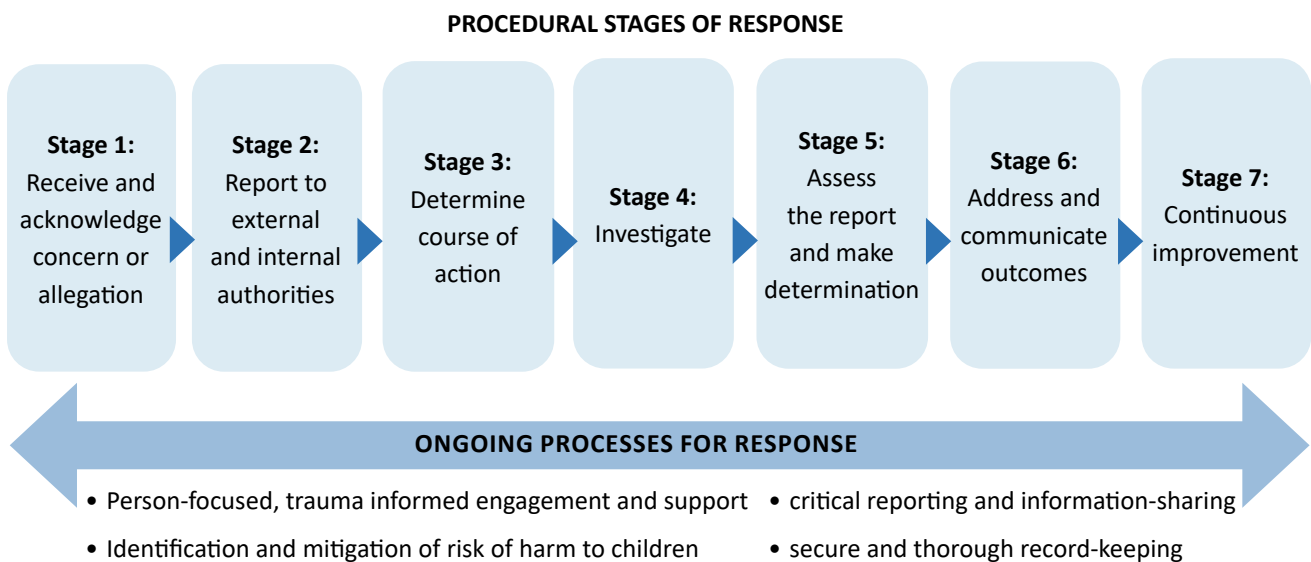 PROCEDURAL STAGES OF RESPONSE
Stage 1:
Receive and
acknowledge
concern or
allegation
Stage 2:
Report to
external
and internal
authorities
Stage 3:
Determine
course of
action
Stage 4:
Investigate
Stage 5:
Assess
the report
and make
determination
Stage 6:
Address and
communicate
outcomes
Stage 7:
Continuous
improvement
ONGOING PROCESSES FOR RESPONSE
• Person-focused, trauma informed engagement and support
• Identification and mitigation of risk of harm to children
• critical reporting and information-sharing
• secure and thorough record-keeping